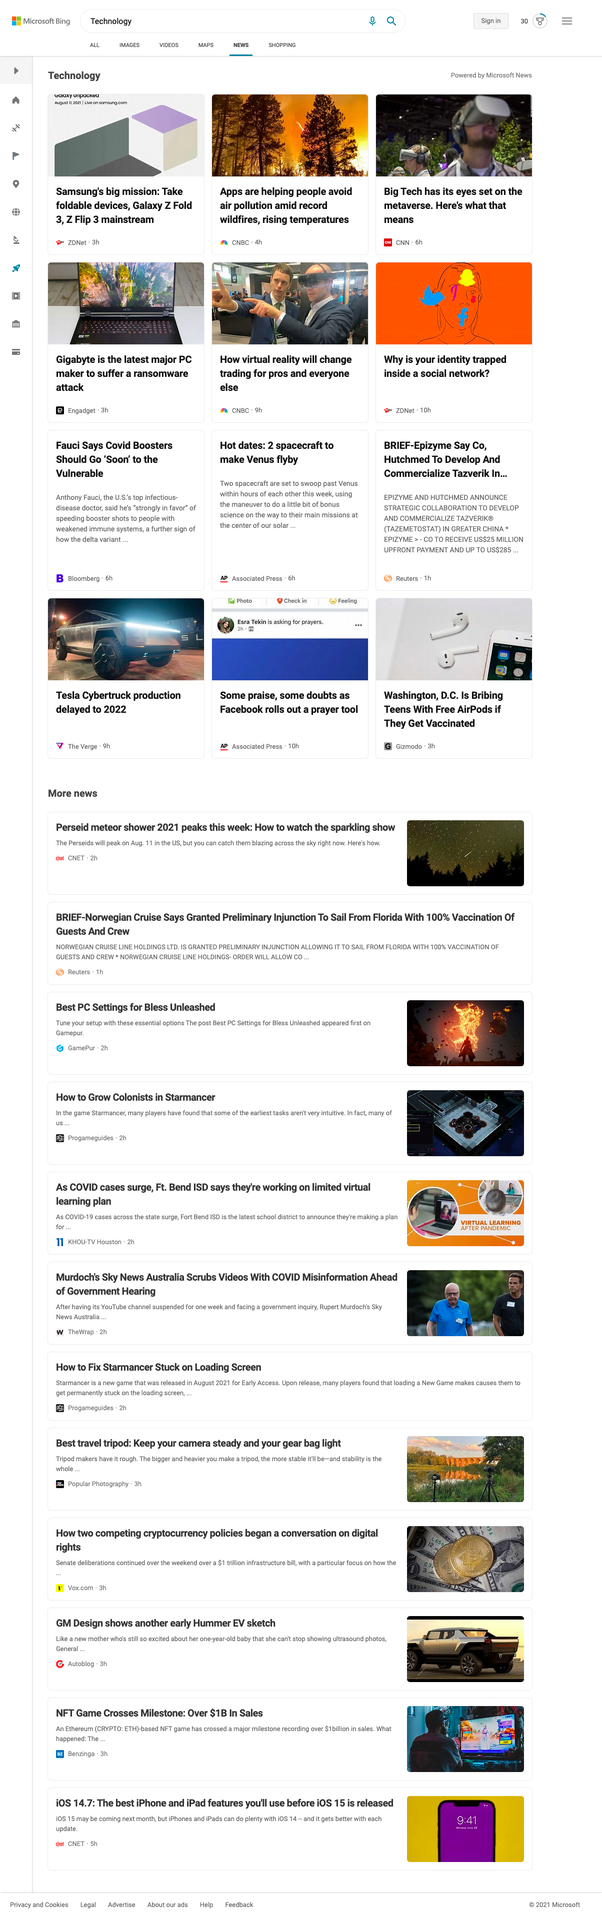 Microsoft Bing
Technology
Sign in
30
ALL
IMAGES
VIDEOS
MAPS
NEWS
SHOPPING
Technology
Powered by Microsoft News
Galaxy Unpacked
August 11, 2021 | Live on samsung.com
Samsung's big mission: Take
foldable devices, Galaxy Z Fold
3, Z Flip 3 mainstream
ZDNet · 3h
Apps are helping people avoid
air pollution amid record
wildfires, rising temperatures
CNBC · 4h
Big Tech has its eyes set on the
metaverse. Here's what that
means
CNN · 6h
Gigabyte is the latest major PC
maker to suffer a ransomware
attack
Engadget · 3h
How virtual reality will change
trading for pros and everyone
else
CNBC · 9h
Why is your identity trapped
inside a social network?
ZDNet · 10h
Fauci Says Covid Boosters
Should Go ‘Soon’ to the
Vulnerable
Anthony Fauci, the U.S.'s top infectious-
disease doctor, said he's “strongly in favor” of
speeding booster shots to people with
weakened immune systems, a further sign of
how the delta variant ...
Bloomberg · 6h
Hot dates: 2 spacecraft to
make Venus flyby
Two spacecraft are set to swoop past Venus
within hours of each other this week, using
the maneuver to do a little bit of bonus
science on the way to their main missions at
the center of our solar ...
AP
Associated Press · 6h
BRIEF-Epizyme Say Co,
Hutchmed To Develop And
Commercialize Tazverik In...
EPIZYME AND HUTCHMED ANNOUNCE
STRATEGIC COLLABORATION TO DEVELOP
AND COMMERCIALIZE TAZVERIK®
(TAZEMETOSTAT) IN GREATER CHINA *
EPIZYME > - CO TO RECEIVE US$25 MILLION
UPFRONT PAYMENT AND UP TO US$285 ...
Reuters · 1h
Tesla Cybertruck production
delayed to 2022
The Verge · 9h
Photo
Check in
Feeling
Esra Tekin is asking for prayers.
2h
Some praise, some doubts as
Facebook rolls out a prayer tool
AP
Associated Press · 10h
Washington, D.C. Is Bribing
Teens With Free AirPods if
They Get Vaccinated
Gizmodo · 3h
More news
Perseid meteor shower 2021 peaks this week: How to watch the sparkling show
The Perseids will peak on Aug. 11 in the US, but you can catch them blazing across the sky right now. Here's how.
CNET · 2h
BRIEF-Norwegian Cruise Says Granted Preliminary Injunction To Sail From Florida With 100% Vaccination Of
Guests And Crew
NORWEGIAN CRUISE LINE HOLDINGS LTD. IS GRANTED PRELIMINARY INJUNCTION ALLOWING IT TO SAIL FROM FLORIDA WITH 100% VACCINATION OF
GUESTS AND CREW * NORWEGIAN CRUISE LINE HOLDINGS- ORDER WILL ALLOW CO ...
Reuters · 1h
Best PC Settings for Bless Unleashed
Tune your setup with these essential options The post Best PC Settings for Bless Unleashed appeared first on
Gamepur.
GamePur · 2h
How to Grow Colonists in Starmancer
In the game Starmancer, many players have found that some of the earliest tasks aren't very intuitive. In fact, many of
us ...
Progameguides · 2h
As COVID cases surge, Ft. Bend ISD says they're working on limited virtual
learning plan
As COVID-19 cases across the state surge, Fort Bend ISD is the latest school district to announce they're making a plan
for ...
KHOU-TV Houston · 2h
VIRTUAL LEARNING
AFTER PANDEMIC
Murdoch's Sky News Australia Scrubs Videos With COVID Misinformation Ahead
of Government Hearing
After having its YouTube channel suspended for one week and facing a government inquiry, Rupert Murdoch's Sky
News Australia ...
TheWrap · 2h
How to Fix Starmancer Stuck on Loading Screen
Starmancer is a new game that was released in August 2021 for Early Access. Upon release, many players found that loading a New Game makes causes them to
get permanently stuck on the loading screen, ...
Progameguides · 2h
Best travel tripod: Keep your camera steady and your gear bag light
Tripod makers have it rough. The bigger and heavier you make a tripod, the more stable it'll be—and stability is the
whole ...
Popular Photography · 3h
How two competing cryptocurrency policies began a conversation on digital
rights
Senate deliberations continued over the weekend over a $1 trillion infrastructure bill, with a particular focus on how the
...
Vox.com · 3h
GM Design shows another early Hummer EV sketch
Like a new mother who's still so excited about her one-year-old baby that she can't stop showing ultrasound photos,
General ...
Autoblog · 3h
NFT Game Crosses Milestone: Over $1B In Sales
An Ethereum (CRYPTO: ETH)-based NFT game has crossed a major milestone recording over $1billion in sales. What
happened: The ...
Benzinga · 3h
iOS 14.7: The best iPhone and iPad features you'll use before iOS 15 is released
iOS 15 may be coming next month, but iPhones and iPads can do plenty with iOS 14 -- and it gets better with each
update.
CNET · 5h
9:41
Privacy and Cookies
Legal
Advertise
About our ads
Help
Feedback
© 2021 Microsoft